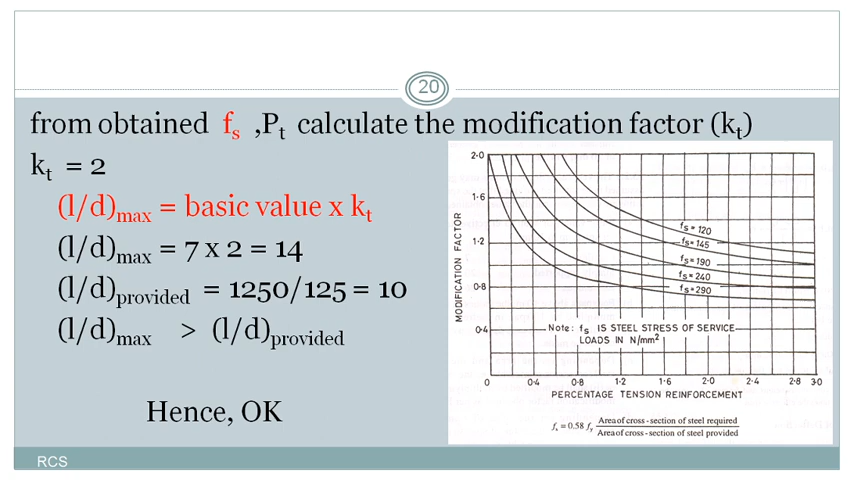 20
from obtained fs ,Pt calculate the modification factor (kt)
kt = 2
(l/d)max = basic value x kt
(l/d)max = 7 x 2 = 14
(l/d)provided = 1250/125 = 10
(l/d)max > (l/d)provided
Hence, OK
MODIFICATION FACTOR
2·0
1·6
1·2
0·8
0·4
fs = 120
fs = 145
fs = 190
fs = 240
fs = 290
Note: fs IS STEEL STRESS OF SERVICE
LOADS IN N/mm2
0 0·4 0·8 1·2 1·6 2·0 2·4 2·8 3·0
PERCENTAGE TENSION REINFORCEMENT
fs = 0.58 fy Area of cross-section of steel required
Area of cross-section of steel provided
RCS